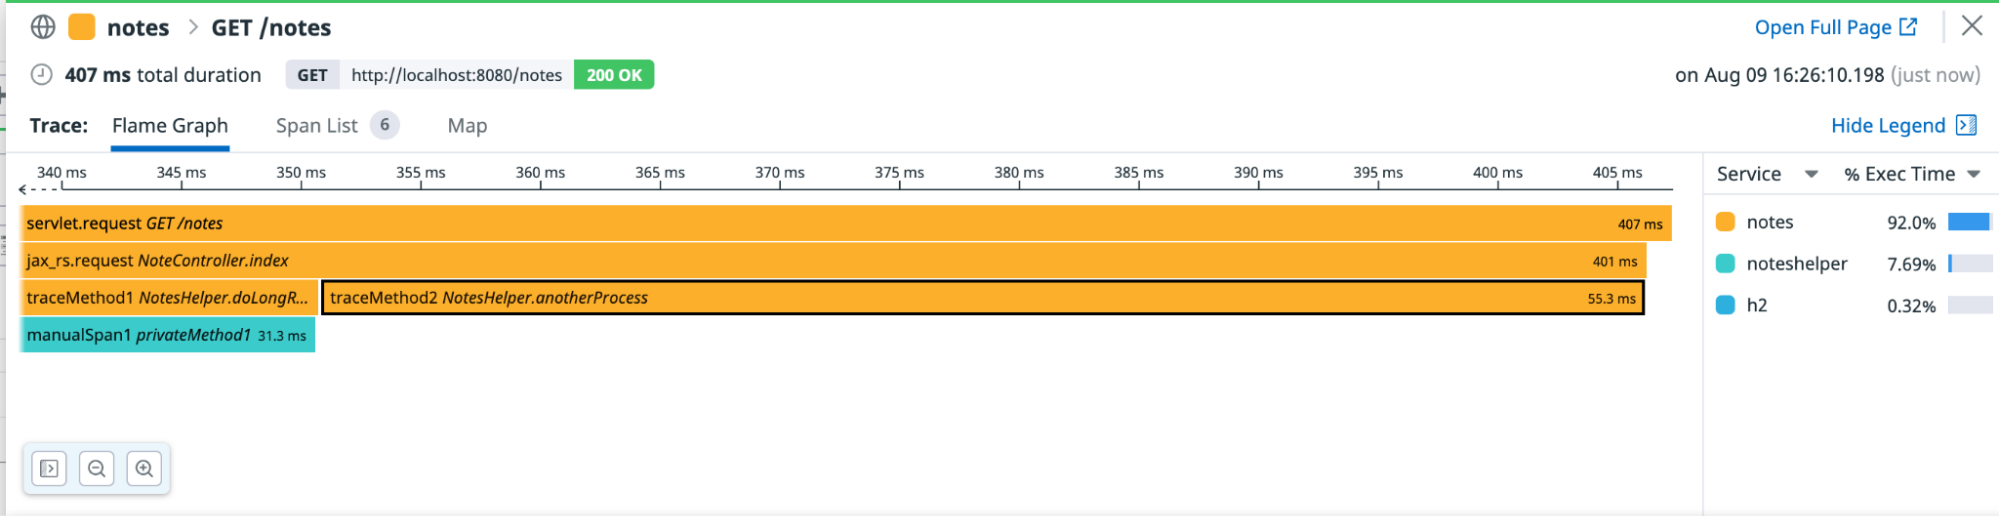 notes > GET /notes
Open Full Page
407 ms total duration GET http://localhost:8080/notes 200 OK
on Aug 09 16:26:10.198 (just now)
Trace: Flame Graph Span List 6 Map
Hide Legend
340 ms 345 ms 350 ms 355 ms 360 ms 365 ms 370 ms 375 ms 380 ms 385 ms 390 ms 395 ms 400 ms 405 ms
servlet.request GET /notes 407 ms
jax_rs.request NoteController.index 401 ms
traceMethod1 NotesHelper.doLongR... traceMethod2 NotesHelper.anotherProcess 55.3 ms
manualSpan1 privateMethod1 31.3 ms
Service % Exec Time
notes 92.0%
noteshelper 7.69%
h2 0.32%